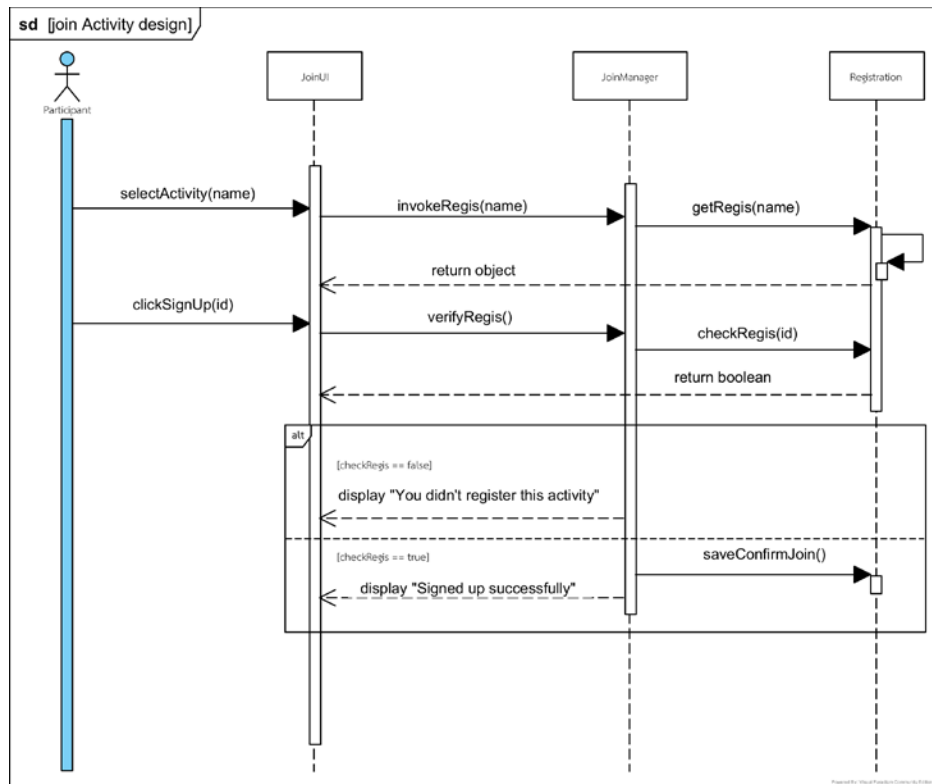 sd [join Activity design]
Participant
JoinUI
JoinManager
Registration
selectActivity(name)
invokeRegis(name)
getRegis(name)
return object
clickSignUp(id)
verifyRegis()
checkRegis(id)
return boolean
alt
[checkRegis == false]
display "You didn't register this activity"
[checkRegis == true]
saveConfirmJoin()
display "Signed up successfully"